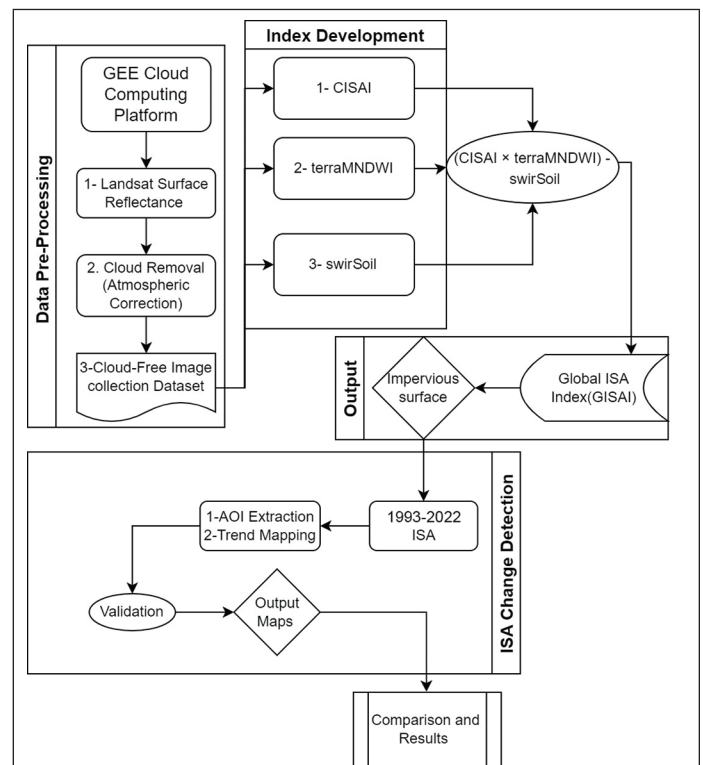 Index Development
Data Pre-Processing
GEE Cloud
Computing
Platform
1- Landsat Surface
Reflectance
2. Cloud Removal
(Atmospheric
Correction)
3-Cloud-Free Image
collection Dataset
1- CISAI
2- terraMNDWI
3- swirSoil
(CISAI × terraMNDWI) -
swirSoil
Output
Impervious
surface
Global ISA
Index(GISAI)
ISA Change Detection
1993-2022
ISA
1-AOI Extraction
2-Trend Mapping
Validation
Output
Maps
Comparison and
Results